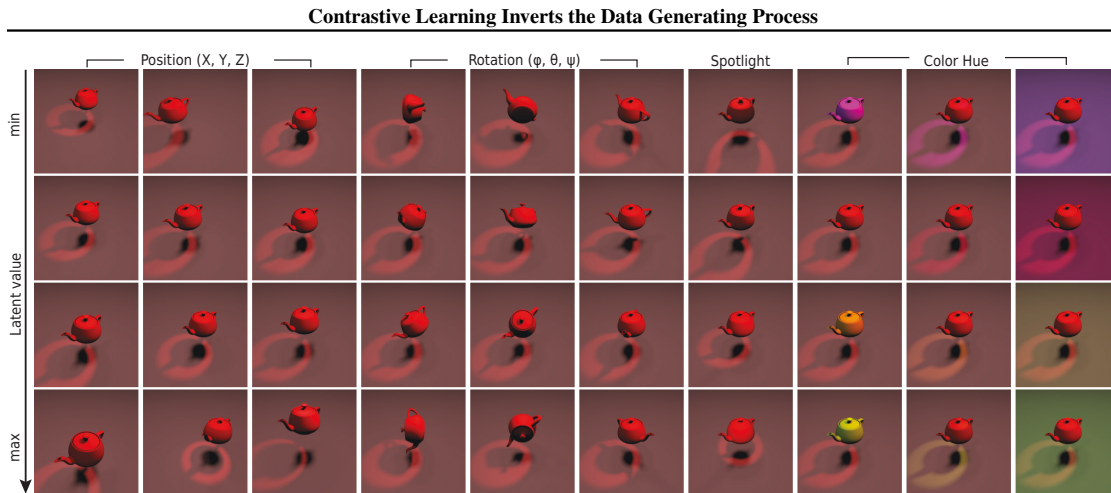 Contrastive Learning Inverts the Data Generating Process
Position (X, Y, Z) Rotation (φ, θ, ψ) Spotlight Color Hue
min
Latent value
max